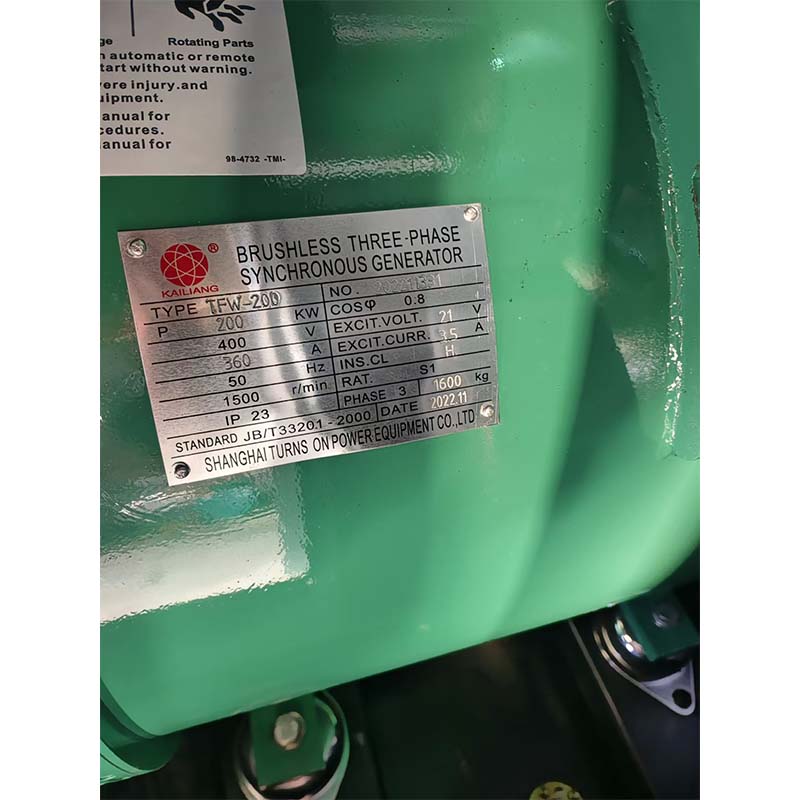 ge Rotating Parts
n automatic or remote
tart without warning.
vere injury.and
uipment.
anual for
cedures.
anual for
98-4732 -TMI-
KAILIANG ®
BRUSHLESS THREE-PHASE
SYNCHRONOUS GENERATOR
TYPE TFW-200 NO.
P 200 KW COSφ 0.8
400 V EXCIT.VOLT. 21 V
360 A EXCIT.CURR. 3.5 A
50 Hz INS.CL H
1500 r/min RAT. S1
IP 23 PHASE 3 1600 kg
STANDARD JB/T3320.1-2000 DATE 2022.11
SHANGHAI TURNS ON POWER EQUIPMENT CO.,LTD